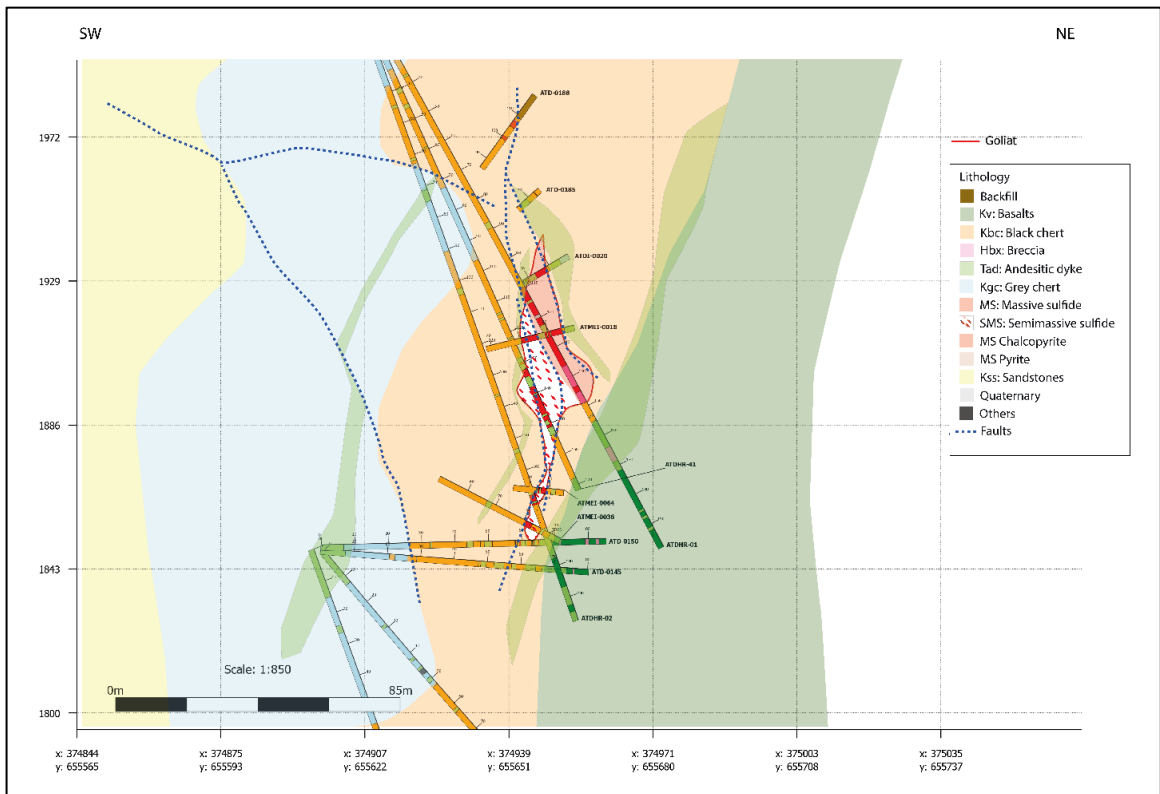 SW
NE
ATD-0188
1972
Goliat
Lithology
ATD-0185
Backfill
Kv: Basalts
Kbc: Black chert
Hbx: Breccia
ATDI-0020
Tad: Andesitic dyke
1929
Kgc: Grey chert
MS: Massive sulfide
SMS: Semimassive sulfide
ATMEI-0018
MS Chalcopyrite
MS Pyrite
Kss: Sandstones
Quaternary
Others
1886
Faults
ATDHR-41
ATMEI-0064
ATMEI-0036
ATD 0150
ATDHR-01
1843
ATD-0145
ATDHR-02
Scale: 1:850
0m
85m
1800
x: 374844
y: 655565
x: 374875
y: 655593
x: 374907
y: 655622
x: 374939
y: 655651
x: 374971
y: 655680
x: 375003
y: 655708
x: 375035
y: 655737